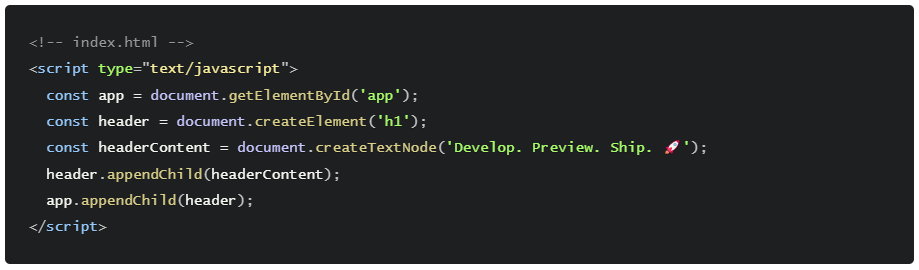 <!-- index.html -->
<script type="text/javascript">
  const app = document.getElementById('app');
  const header = document.createElement('h1');
  const headerContent = document.createTextNode('Develop. Preview. Ship. 🚀');
  header.appendChild(headerContent);
  app.appendChild(header);
</script>